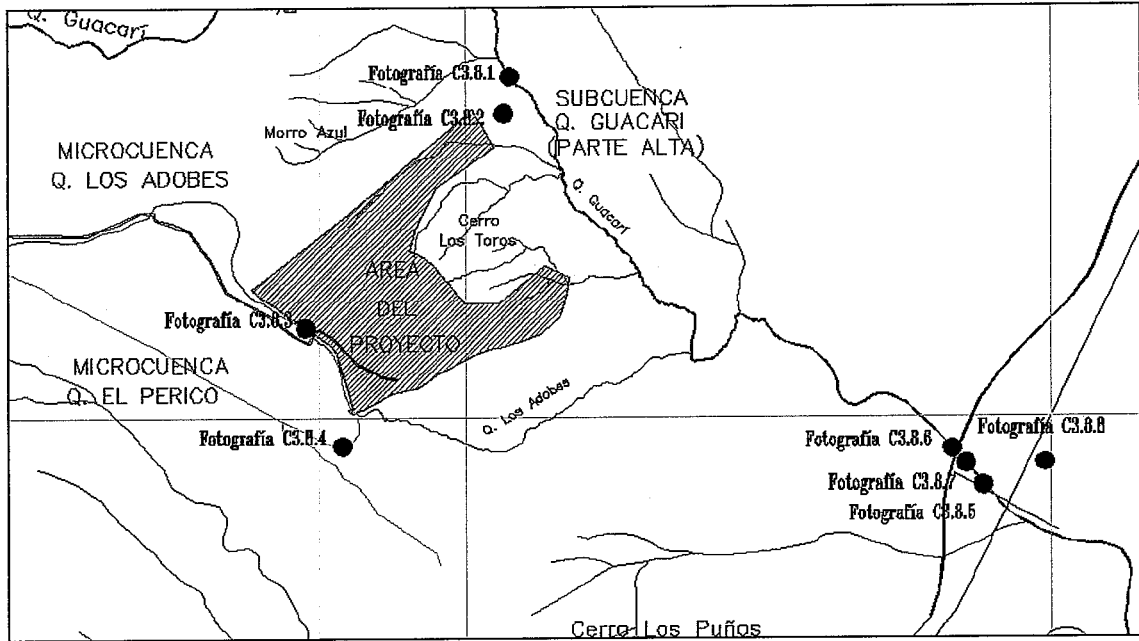 Q. Guacarí
Fotografía C3.8.1
Fotografía C3.8.2
SUBCUENCA
Q. GUACARI
(PARTE ALTA)
Morro Azul
MICROCUENCA
Q. LOS ADOBES
Q. Guacarí
Cerro
Los Toros
AREA
DEL
PROYECTO
Fotografía C3.8.3
MICROCUENCA
Q. EL PERICO
Q. Los Adobes
Fotografía C3.8.4
Fotografía C3.8.6
Fotografía C3.8.8
Fotografía C3.8.7
Fotografía C3.8.5
Cerro Los Puños